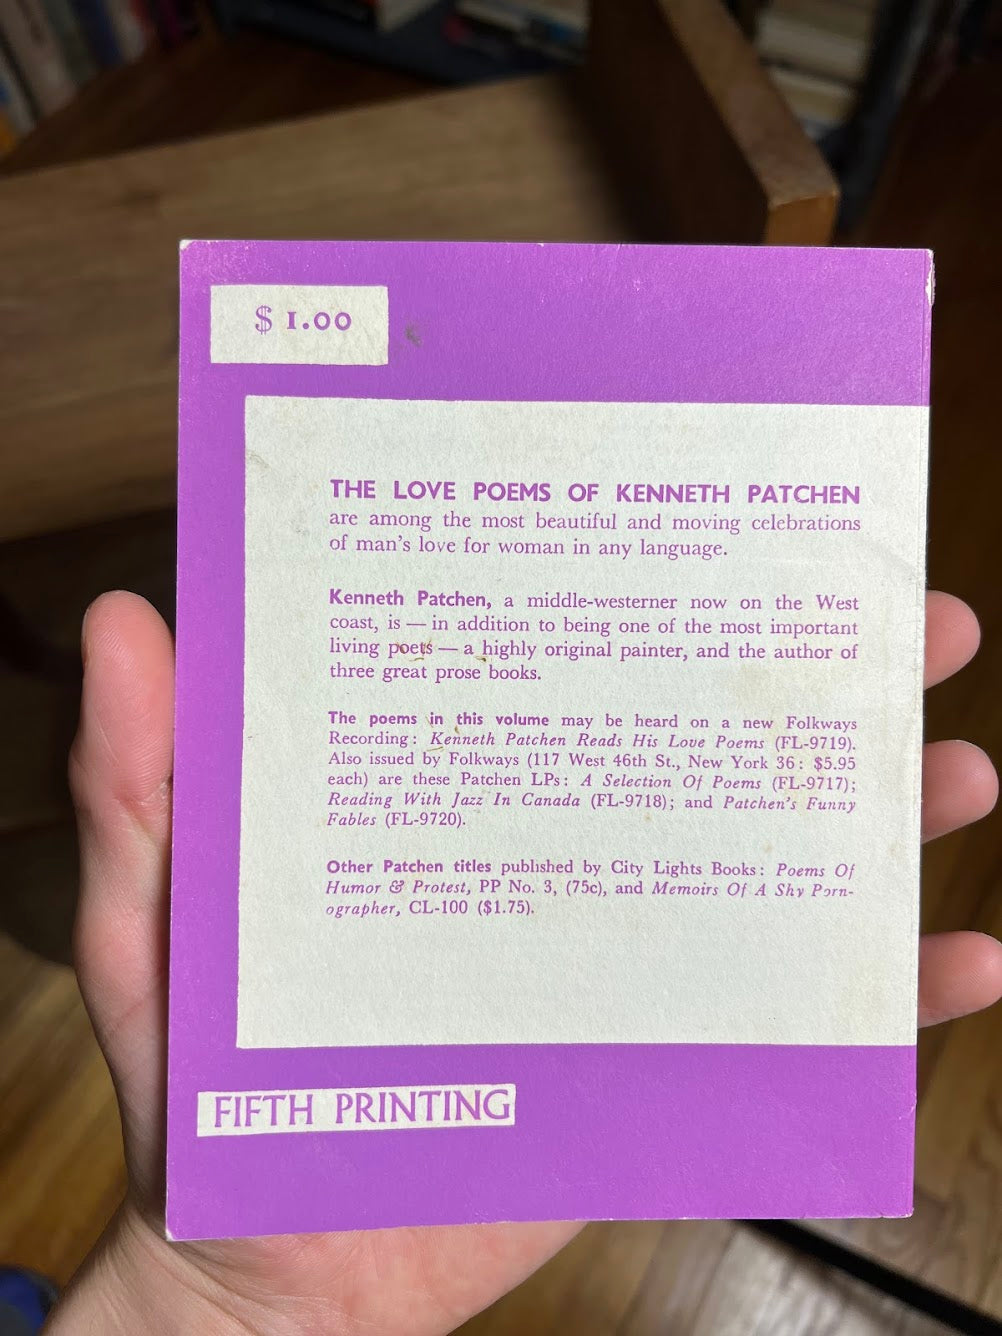 $ 1.00
THE LOVE POEMS OF KENNETH PATCHEN
are among the most beautiful and moving celebrations
of man's love for woman in any language.
Kenneth Patchen, a middle-westerner now on the West
coast, is — in addition to being one of the most important
living poets — a highly original painter, and the author of
three great prose books.
The poems in this volume may be heard on a new Folkways
Recording: Kenneth Patchen Reads His Love Poems (FL-9719).
Also issued by Folkways (117 West 46th St., New York 36: $5.95
each) are these Patchen LPs: A Selection Of Poems (FL-9717);
Reading With Jazz In Canada (FL-9718); and Patchen's Funny
Fables (FL-9720).
Other Patchen titles published by City Lights Books: Poems Of
Humor & Protest, PP No. 3, (75c), and Memoirs Of A Shy Porn-
ographer, CL-100 ($1.75).
FIFTH PRINTING